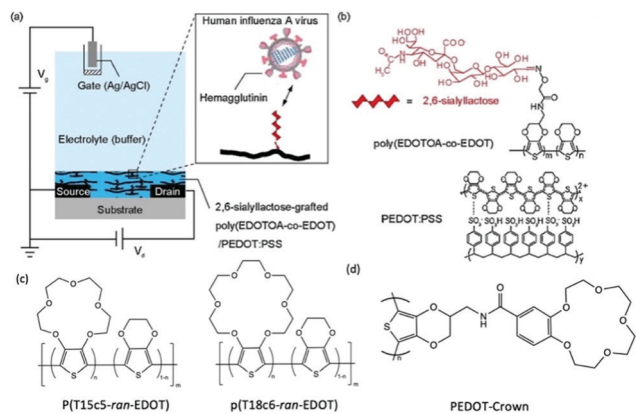 (a)
Human influenza A virus
Hemagglutinin
Vg
Gate (Ag/AgCl)
Electrolyte (buffer)
Source
Drain
Substrate
Vd
2,6-sialyllactose-grafted
poly(EDOTOA-co-EDOT)
/PEDOT:PSS
(b)
= 2,6-sialyllactose
poly(EDOTOA-co-EDOT)
PEDOT:PSS
(c)
P(T15c5-ran-EDOT)
p(T18c6-ran-EDOT)
(d)
PEDOT-Crown